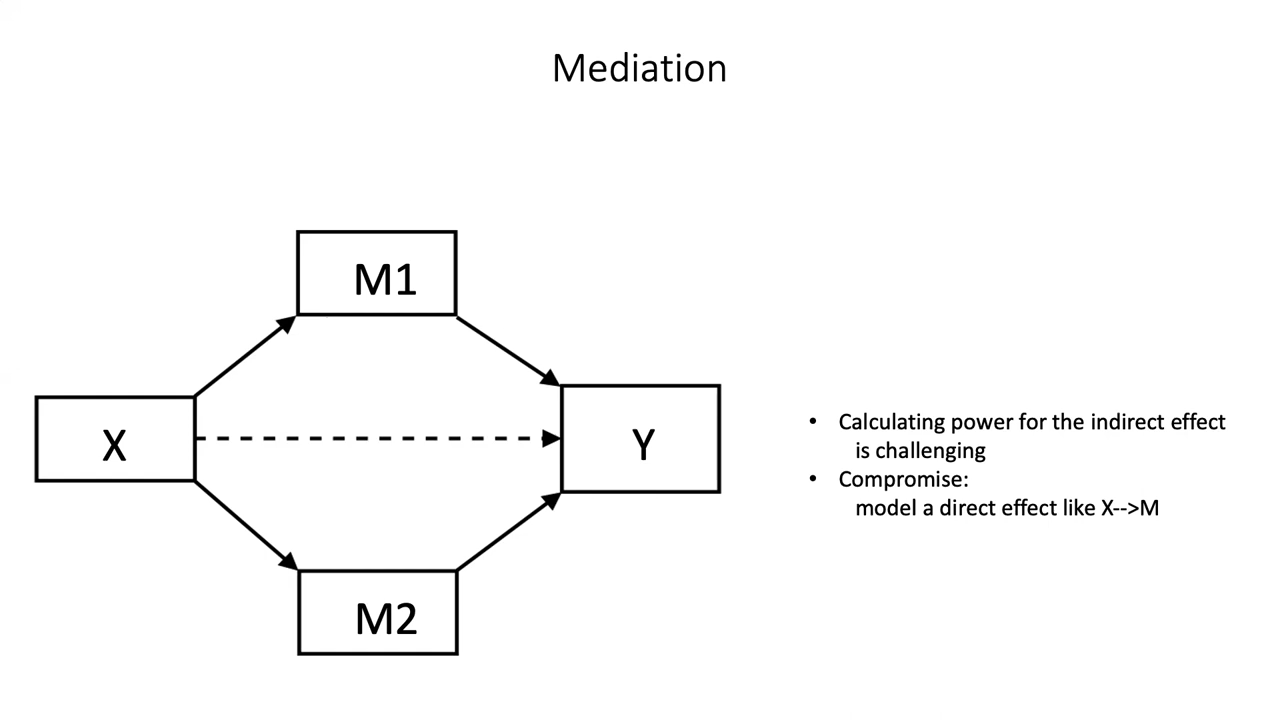 Mediation
M1
X
Y
M2
• Calculating power for the indirect effect
is challenging
• Compromise:
model a direct effect like X-->M